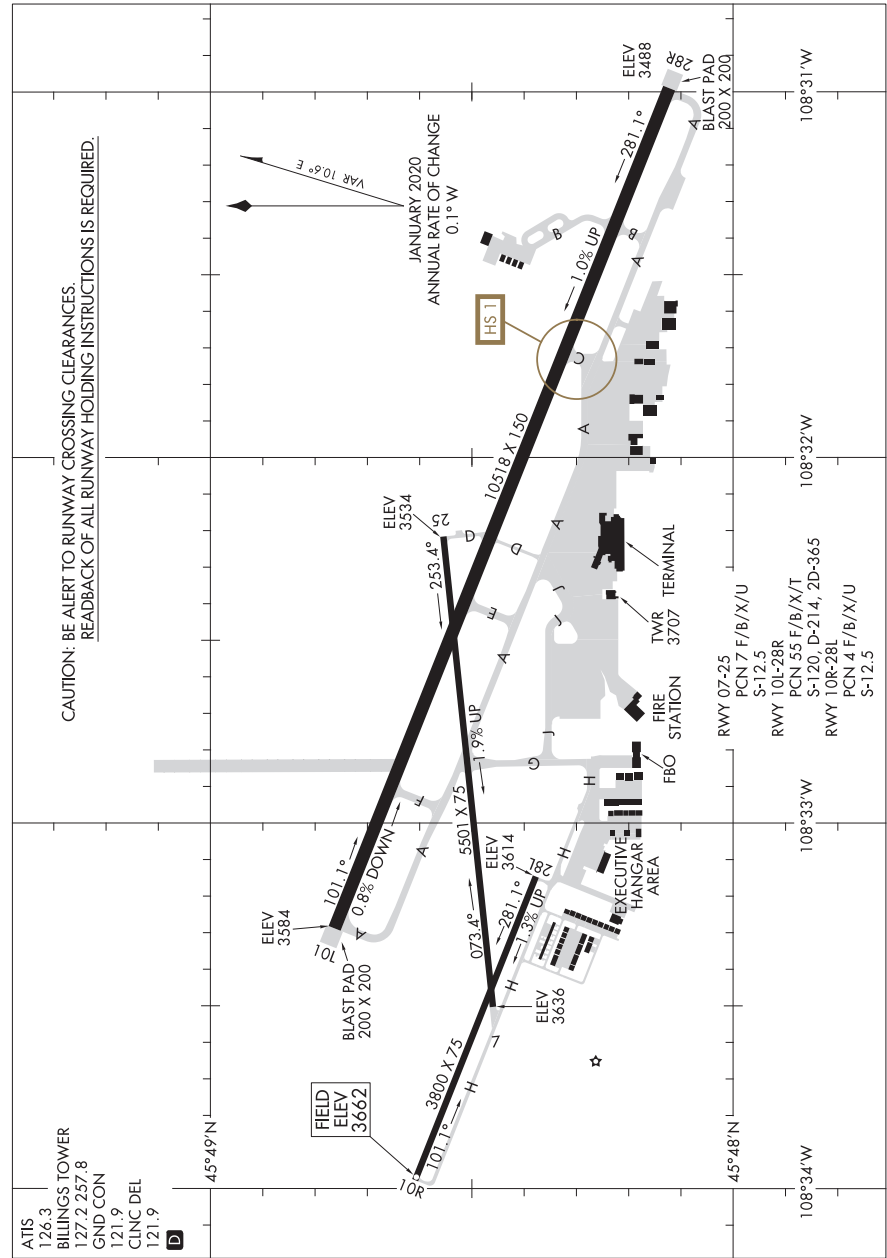 ATIS
126.3
BILLINGS TOWER
127.2 257.8
GND CON
121.9
CLNC DEL
121.9
D
CAUTION: BE ALERT TO RUNWAY CROSSING CLEARANCES.
READBACK OF ALL RUNWAY HOLDING INSTRUCTIONS IS REQUIRED.
VAR 10.6° E
JANUARY 2020
ANNUAL RATE OF CHANGE
0.1° W
45°49'N
FIELD
ELEV
3662
10R
101.1°
3800 X 75
H
H
ELEV
3584
10L
BLAST PAD
200 X 200
101.1°
0.8% DOWN
A
A
F
ELEV
3534
25
253.4°
D
D
E
A
A
10518 X 150
HS 1
C
A
1.0% UP
B
B
A
281.1°
ELEV
3488
28R
BLAST PAD
200 X 200
A
073.4°
5501 X 75
1.9% UP
ELEV
3614
28L
281.1°
1.3% UP
ELEV
3636
H
H
G
J
J
J
EXECUTIVE
HANGAR
AREA
FBO
FIRE
STATION
TWR
3707
TERMINAL
RWY 07-25
PCN 7 F/B/X/U
S-12.5
RWY 10L-28R
PCN 55 F/B/X/T
S-120, D-214, 2D-365
RWY 10R-28L
PCN 4 F/B/X/U
S-12.5
45°48'N
108°34'W
108°33'W
108°32'W
108°31'W